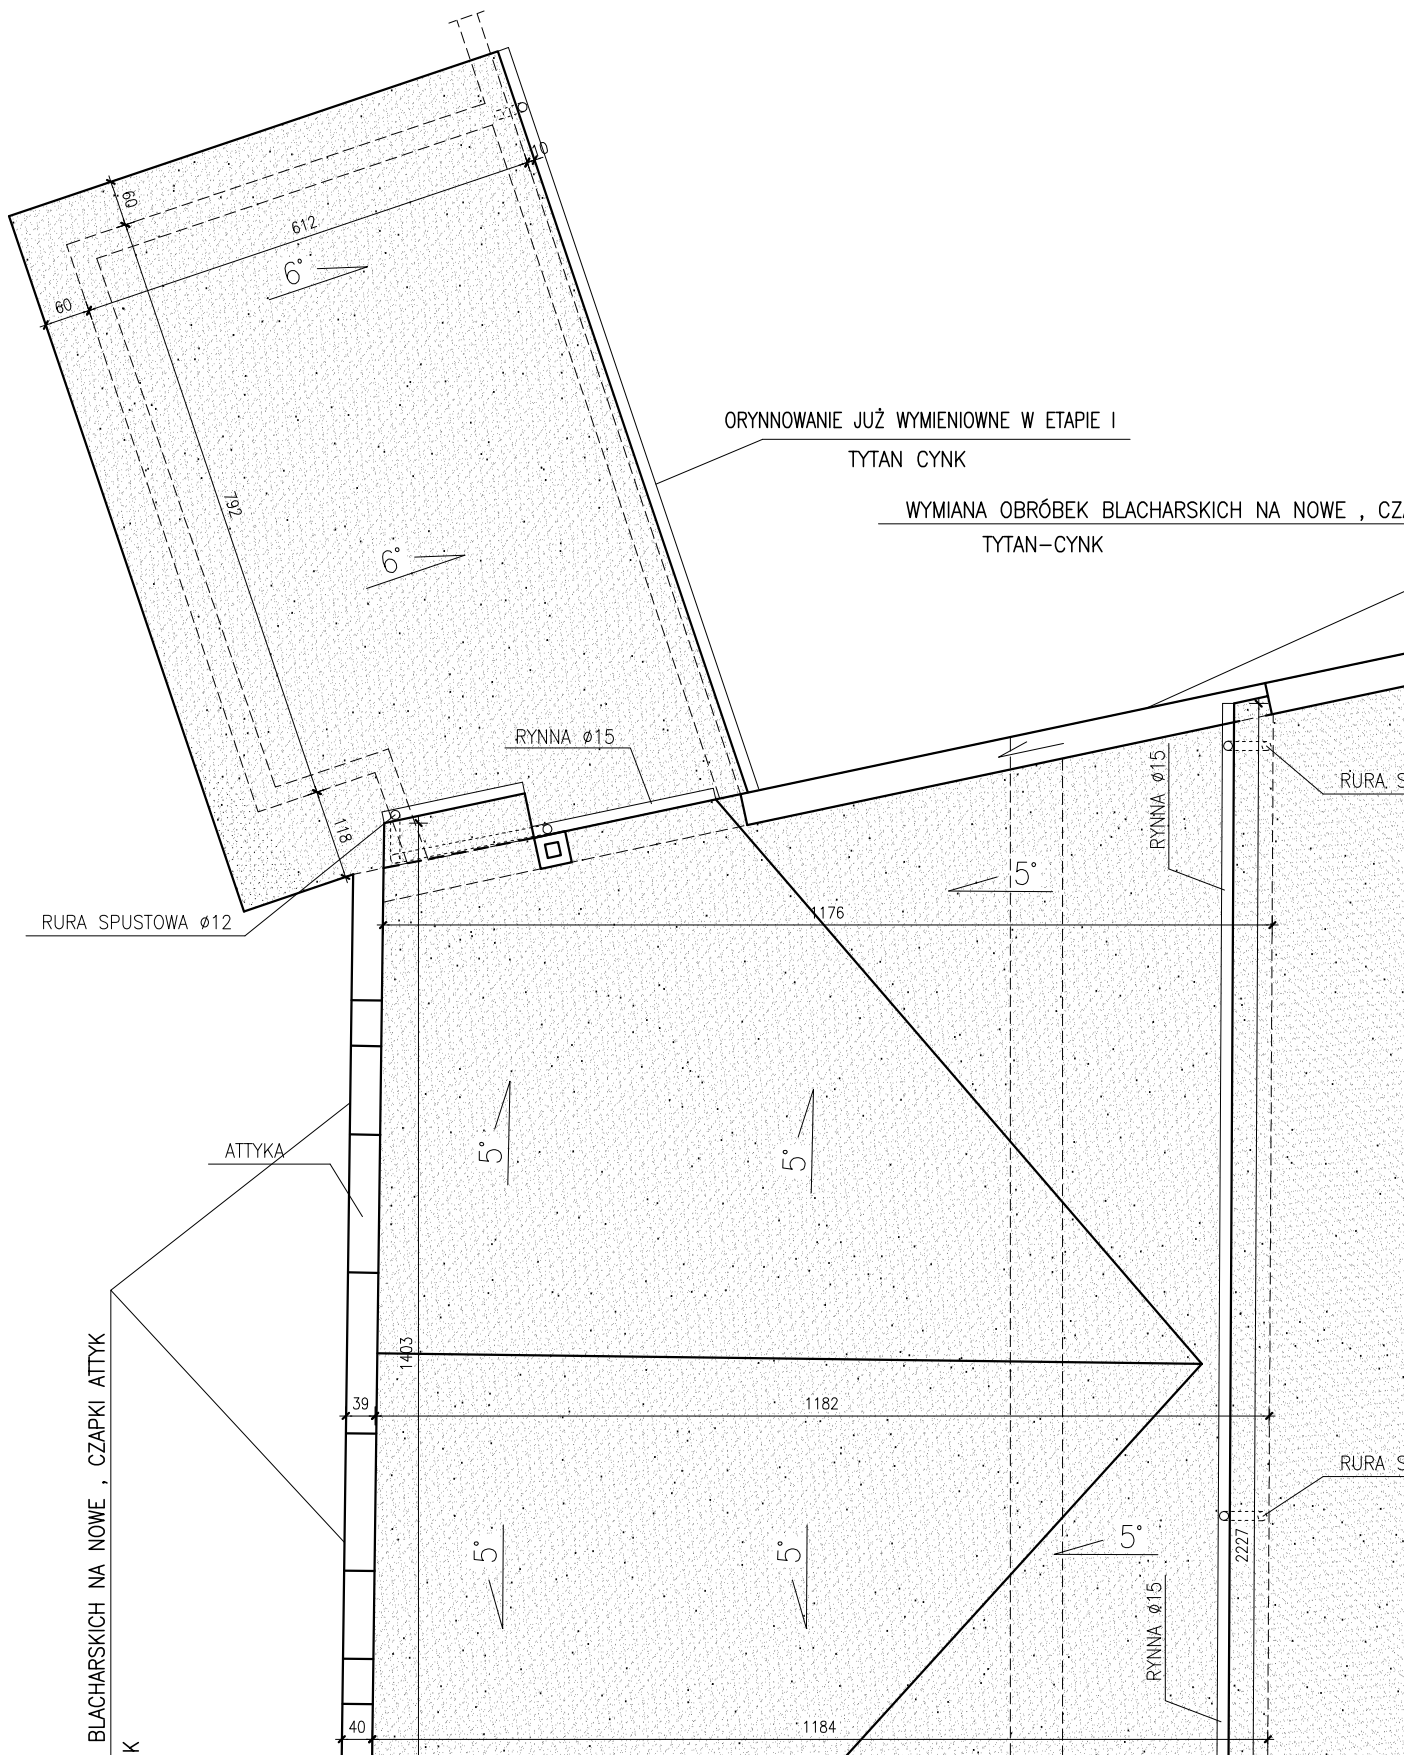 10
60
612
6°
60
ORYNNOWANIE JUŻ WYMIENIOWNE W ETAPIE I
TYTAN CYNK
792
WYMIANA OBRÓBEK BLACHARSKICH NA NOWE , CZ
TYTAN-CYNK
6°
RYNNA ø15
RYNNA ø15
RURA S
118
5°
1176
RURA SPUSTOWA ø12
5°
5°
ATTYKA
1403
BLACHARSKICH NA NOWE , CZAPKI ATTYK
39
1182
RURA S
5°
5°
5°
2227
RYNNA ø15
40
1184
K